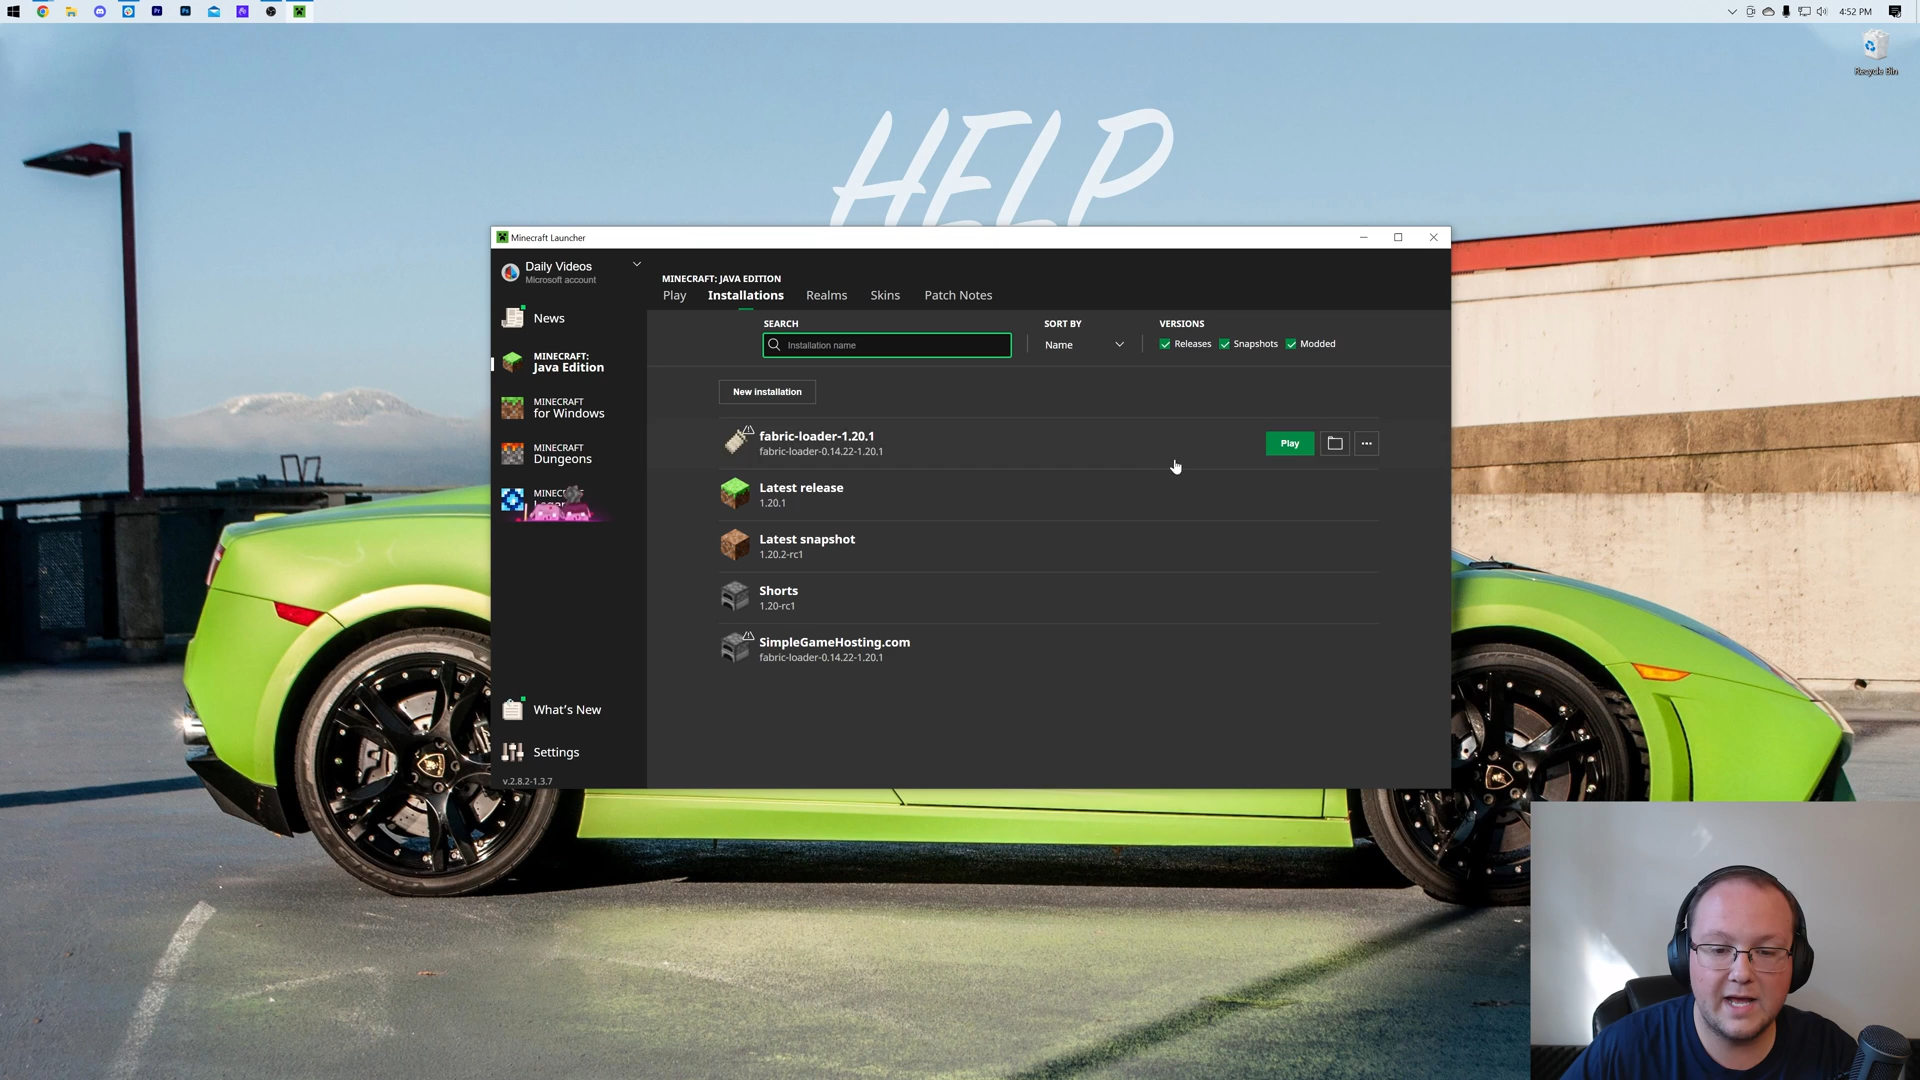 4:52 PM
Recycle Bin
HELP
Minecraft Launcher
Daily Videos
Microsoft account
News
MINECRAFT:
Java Edition
MINECRAFT
for Windows
MINECRAFT
Dungeons
What's New
Settings
v.2.8.2-1.3.7
MINECRAFT: JAVA EDITION
Play Installations Realms Skins Patch Notes
SEARCH SORT BY VERSIONS
Installation name Name Releases Snapshots Modded
New installation
fabric-loader-1.20.1
fabric-loader-0.14.22-1.20.1
Play
Latest release
1.20.1
Latest snapshot
1.20.2-rc1
Shorts
1.20-rc1
SimpleGameHosting.com
fabric-loader-0.14.22-1.20.1